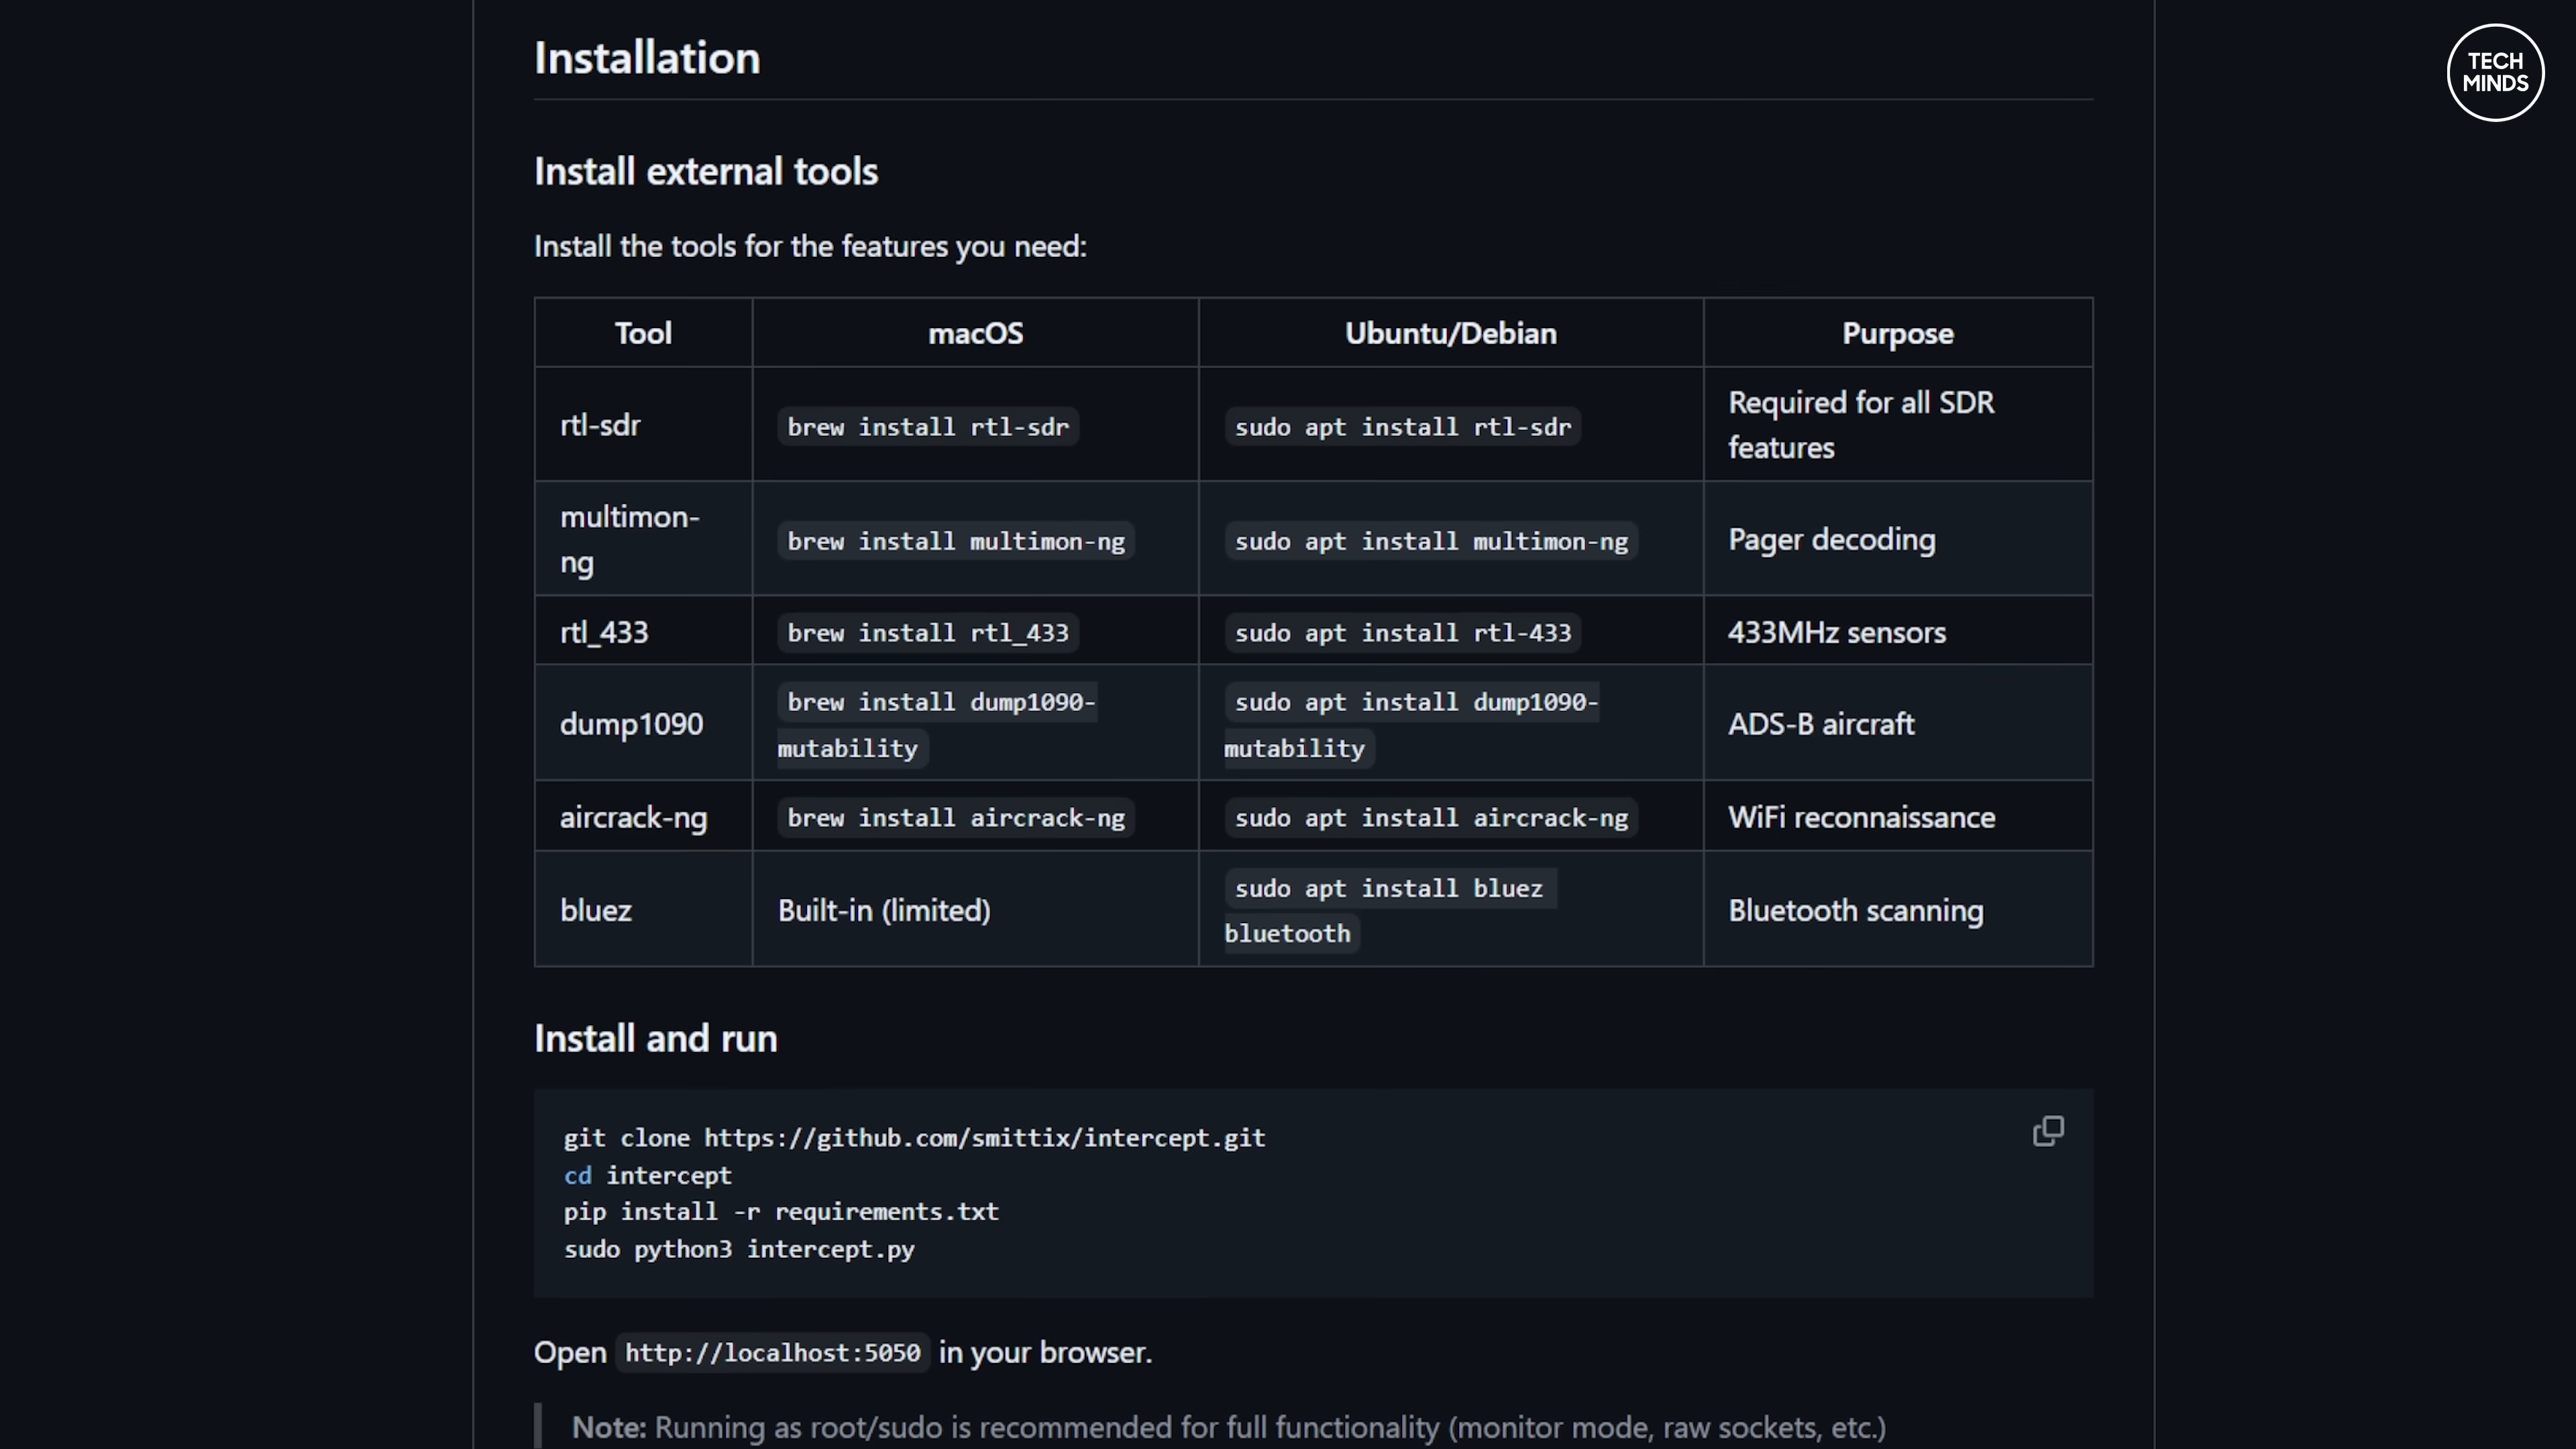 TECH
MINDS
Installation
Install external tools
Install the tools for the features you need:
Tool macOS Ubuntu/Debian Purpose
rtl-sdr brew install rtl-sdr sudo apt install rtl-sdr Required for all SDR
features
multimon-
ng brew install multimon-ng sudo apt install multimon-ng Pager decoding
rtl_433 brew install rtl_433 sudo apt install rtl-433 433MHz sensors
dump1090 brew install dump1090- sudo apt install dump1090- ADS-B aircraft
mutability mutability
aircrack-ng brew install aircrack-ng sudo apt install aircrack-ng WiFi reconnaissance
bluez Built-in (limited) sudo apt install bluez Bluetooth scanning
bluetooth
Install and run
git clone https://github.com/smittix/intercept.git
cd intercept
pip install -r requirements.txt
sudo python3 intercept.py
Open http://localhost:5050 in your browser.
Note: Running as root/sudo is recommended for full functionality (monitor mode, raw sockets, etc.)